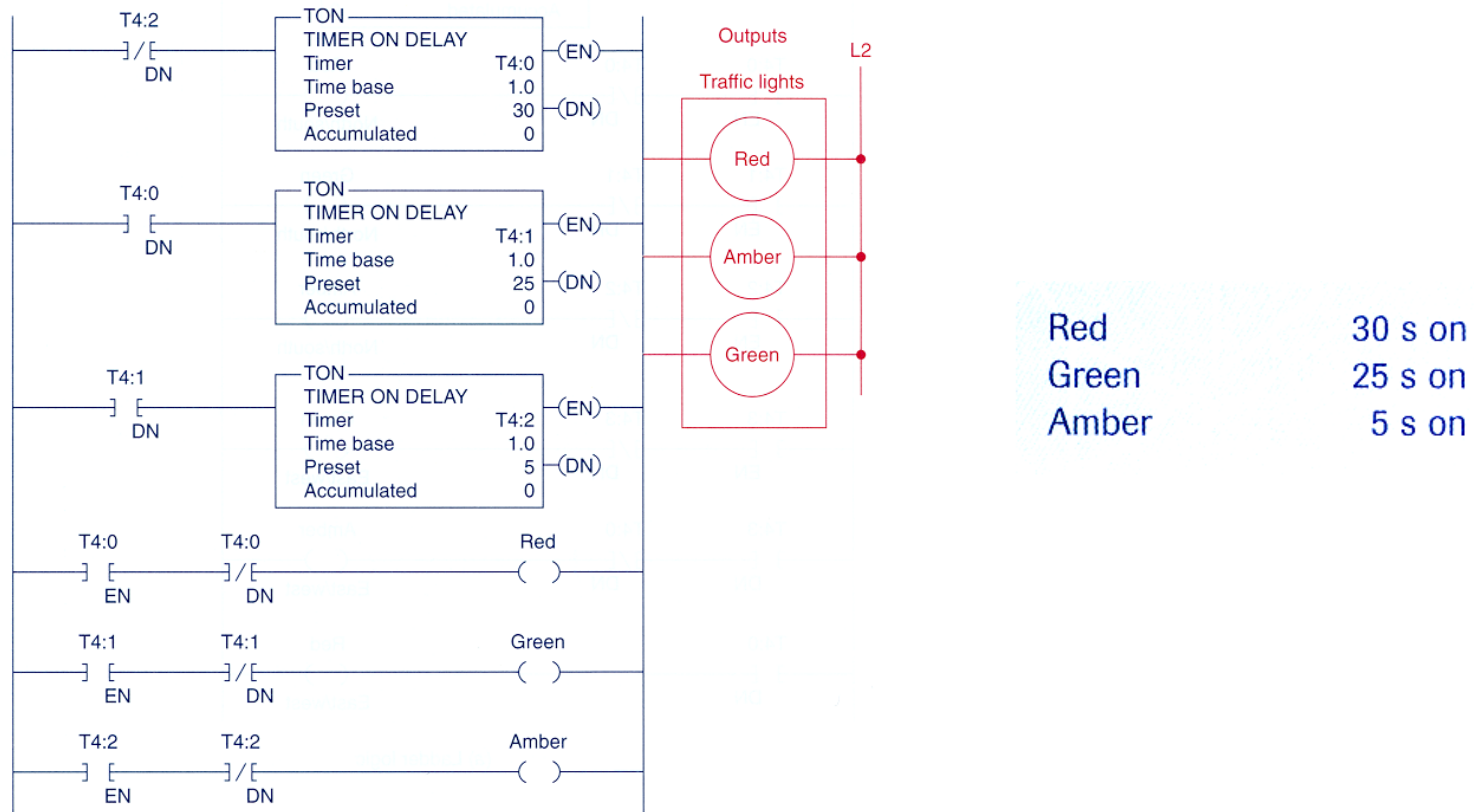 T4:2
DN
TON
TIMER ON DELAY
Timer T4:0
Time base 1.0
Preset 30
Accumulated 0
(EN)
(DN)
T4:0
DN
TON
TIMER ON DELAY
Timer T4:1
Time base 1.0
Preset 25
Accumulated 0
(EN)
(DN)
T4:1
DN
TON
TIMER ON DELAY
Timer T4:2
Time base 1.0
Preset 5
Accumulated 0
(EN)
(DN)
T4:0 T4:0 Red
EN DN
T4:1 T4:1 Green
EN DN
T4:2 T4:2 Amber
EN DN
Outputs
L2
Traffic lights
Red
Amber
Green
Red 30 s on
Green 25 s on
Amber 5 s on